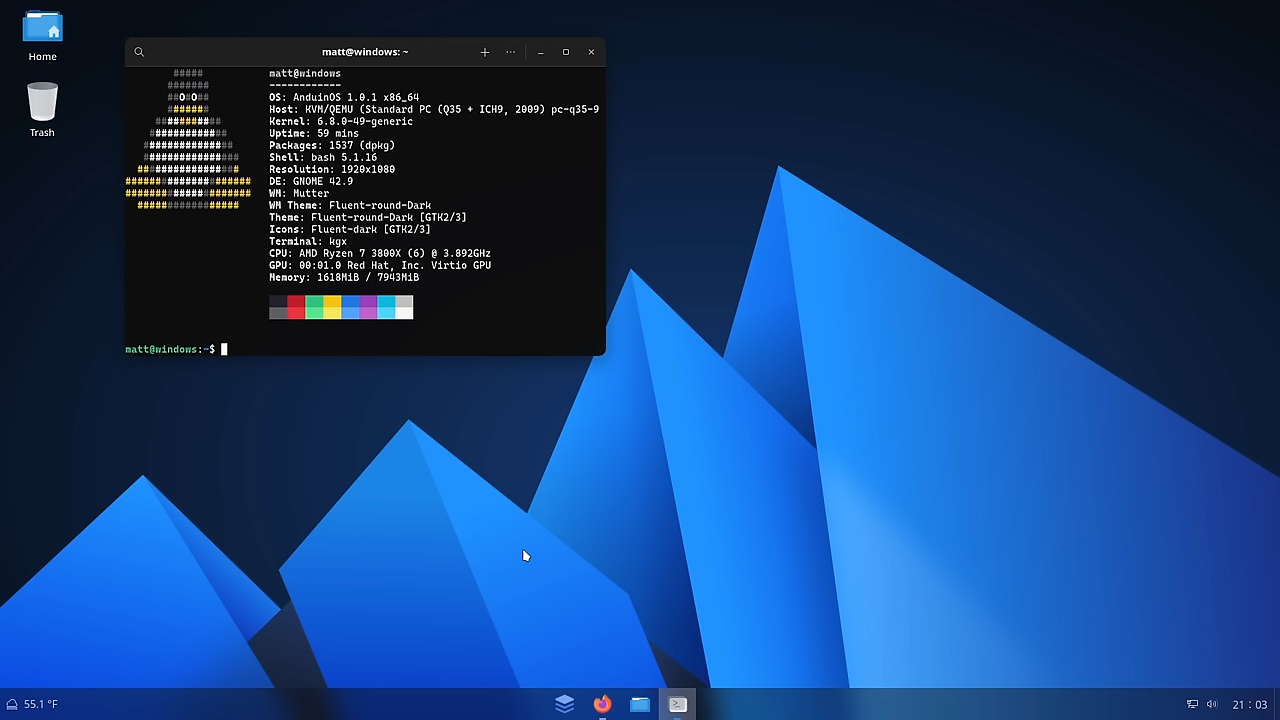 Home
Trash
matt@windows: ~
matt@windows
------------
OS: AnduinOS 1.0.1 x86_64
Host: KVM/QEMU (Standard PC (Q35 + ICH9, 2009) pc-q35-9
Kernel: 6.8.0-49-generic
Uptime: 59 mins
Packages: 1537 (dpkg)
Shell: bash 5.1.16
Resolution: 1920x1080
DE: GNOME 42.9
WM: Mutter
WM Theme: Fluent-round-Dark
Theme: Fluent-round-Dark [GTK2/3]
Icons: Fluent-dark [GTK2/3]
Terminal: kgx
CPU: AMD Ryzen 7 3800X (6) @ 3.892GHz
GPU: 00:01.0 Red Hat, Inc. Virtio GPU
Memory: 1618MiB / 7943MiB
matt@windows:~$
55.1 °F
21 : 03